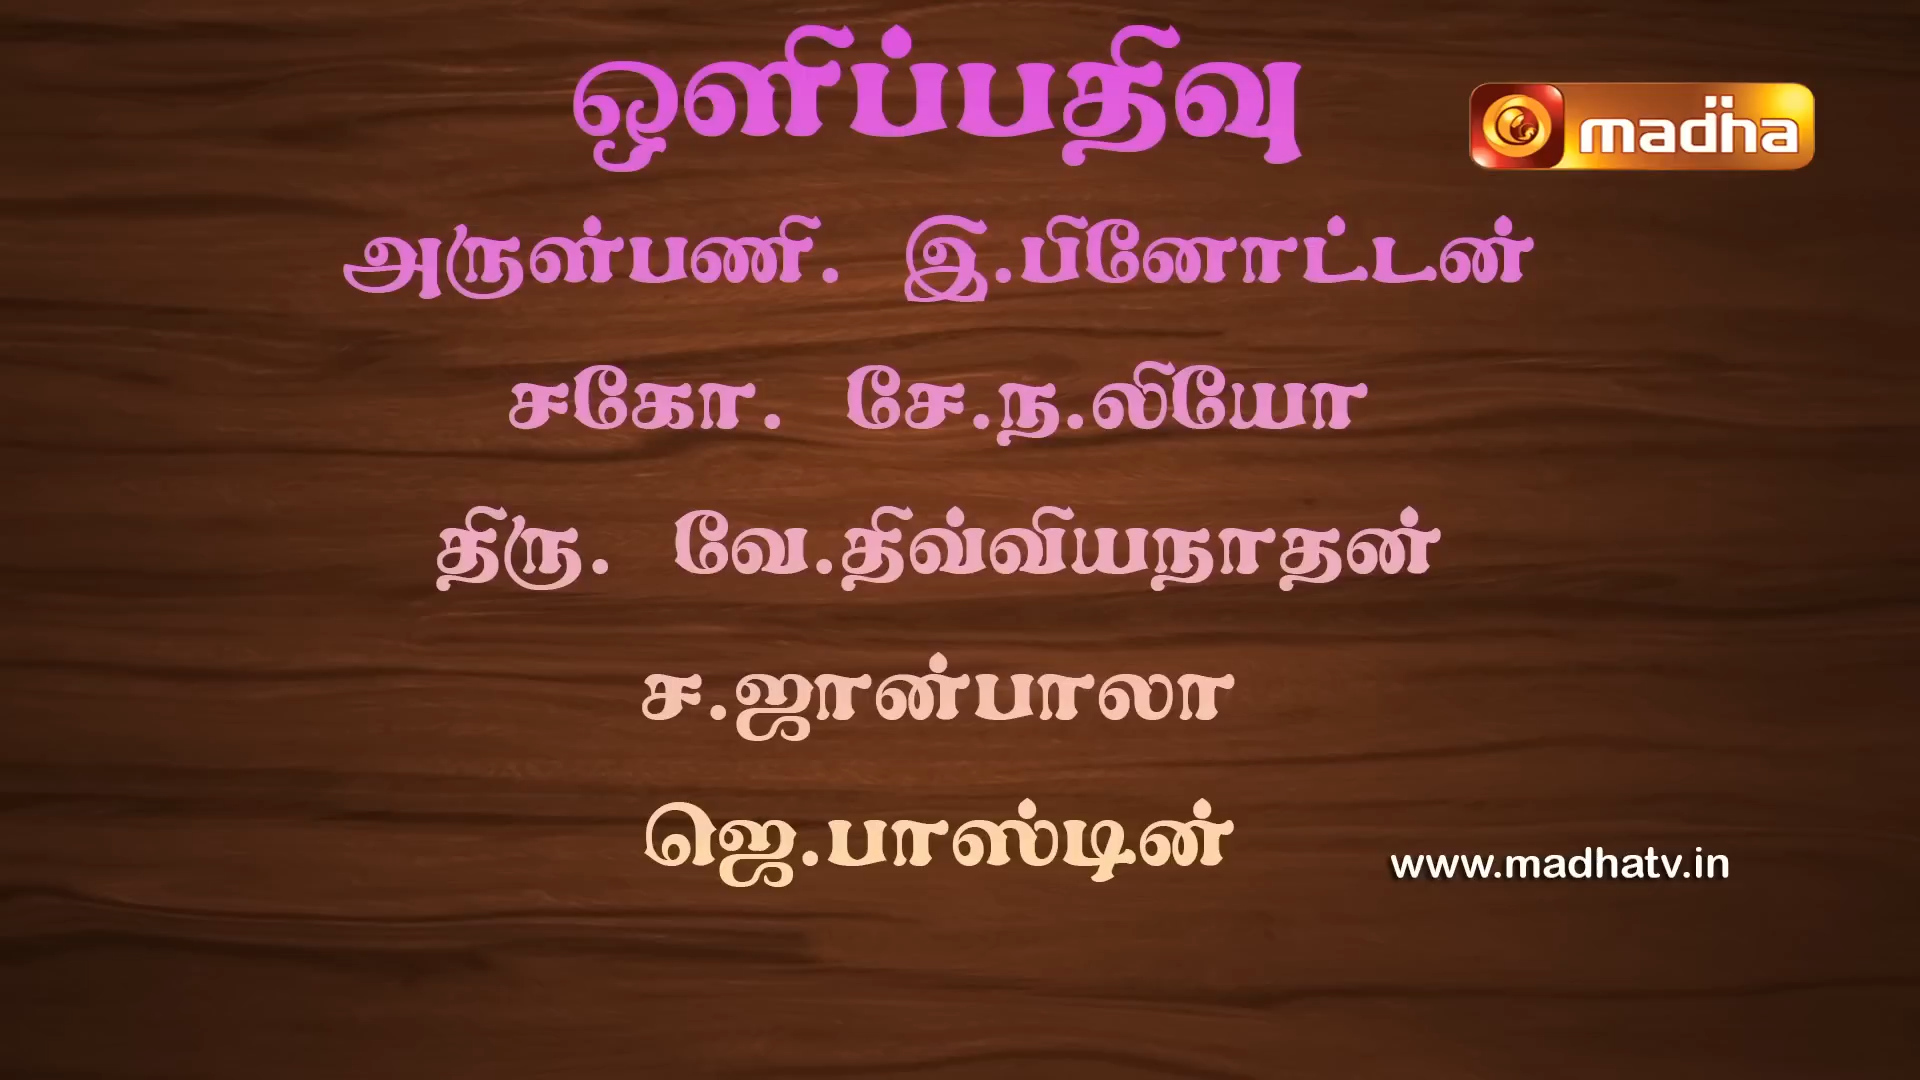 ஒளிப்பதிவு
madha
அருள்பணி. இ.பினோட்டன்
சகோ. சே.ந.லியோ
திரு. வே.திவ்வியநாதன்
ச.ஜான்பாலா
ஜெ.பாஸ்டின்
www.madhatv.in